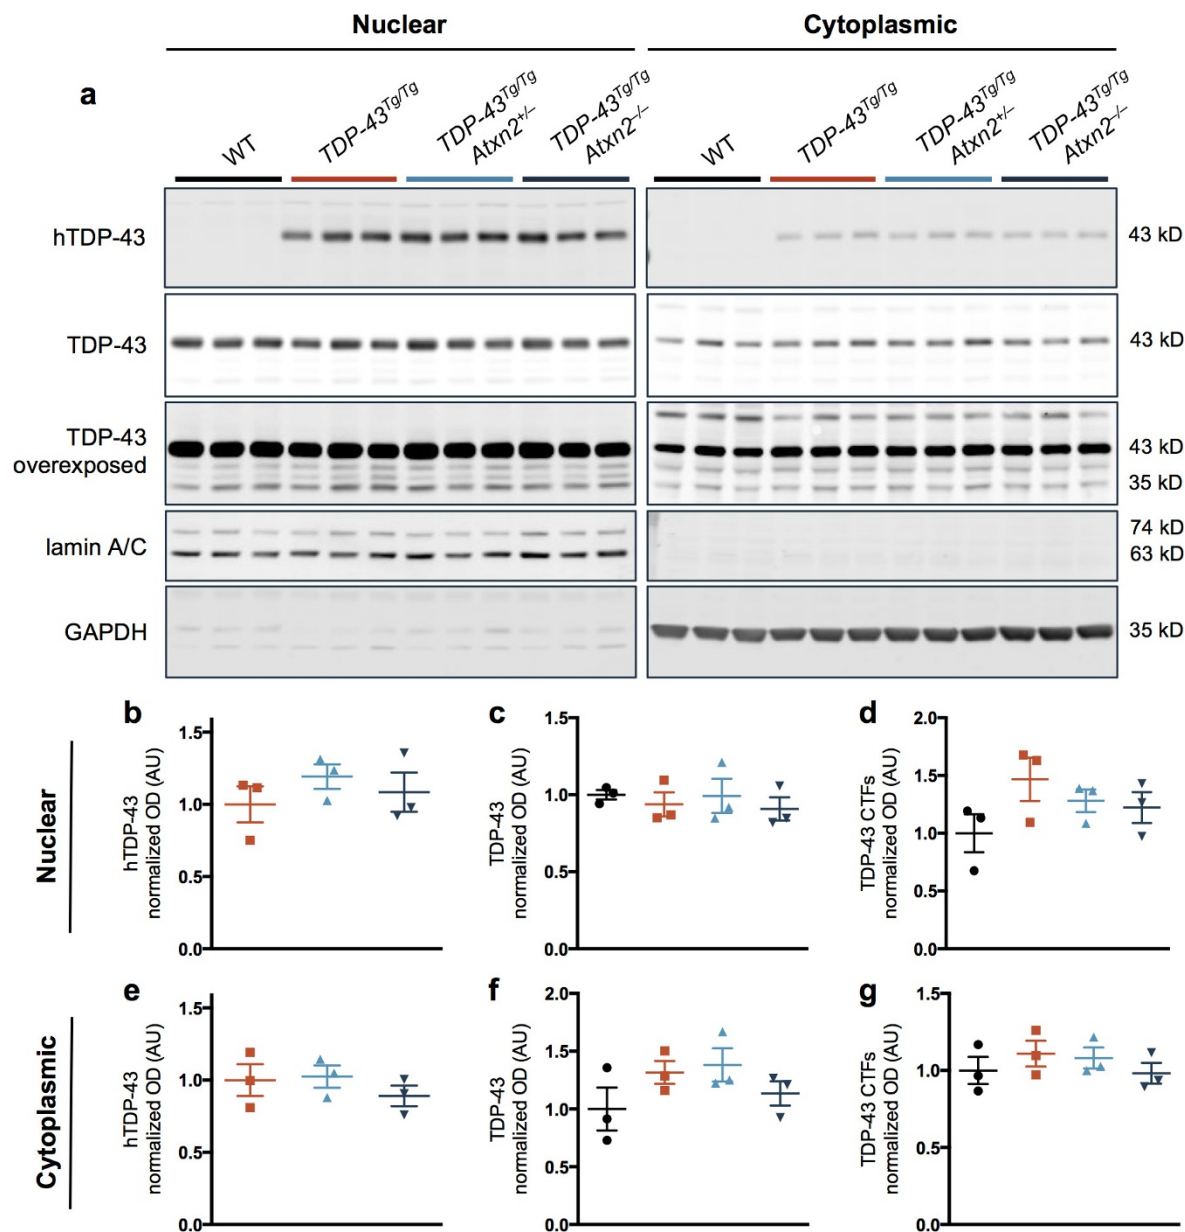 Nuclear
Cytoplasmic
a
WT
TDP-43Tg/Tg
TDP-43Tg/Tg
Atxn2+/–
TDP-43Tg/Tg
Atxn2–/–
WT
TDP-43Tg/Tg
TDP-43Tg/Tg
Atxn2+/–
TDP-43Tg/Tg
Atxn2–/–
hTDP-43
43 kD
TDP-43
43 kD
TDP-43
overexposed
43 kD
35 kD
lamin A/C
74 kD
63 kD
GAPDH
35 kD
Nuclear
b
hTDP-43
normalized OD (AU)
1.5
1.0
0.5
0.0
c
TDP-43
normalized OD (AU)
1.5
1.0
0.5
0.0
d
TDP-43 CTFs
normalized OD (AU)
2.0
1.5
1.0
0.5
0.0
Cytoplasmic
e
hTDP-43
normalized OD (AU)
1.5
1.0
0.5
0.0
f
TDP-43
normalized OD (AU)
2.0
1.5
1.0
0.5
0.0
g
TDP-43 CTFs
normalized OD (AU)
1.5
1.0
0.5
0.0